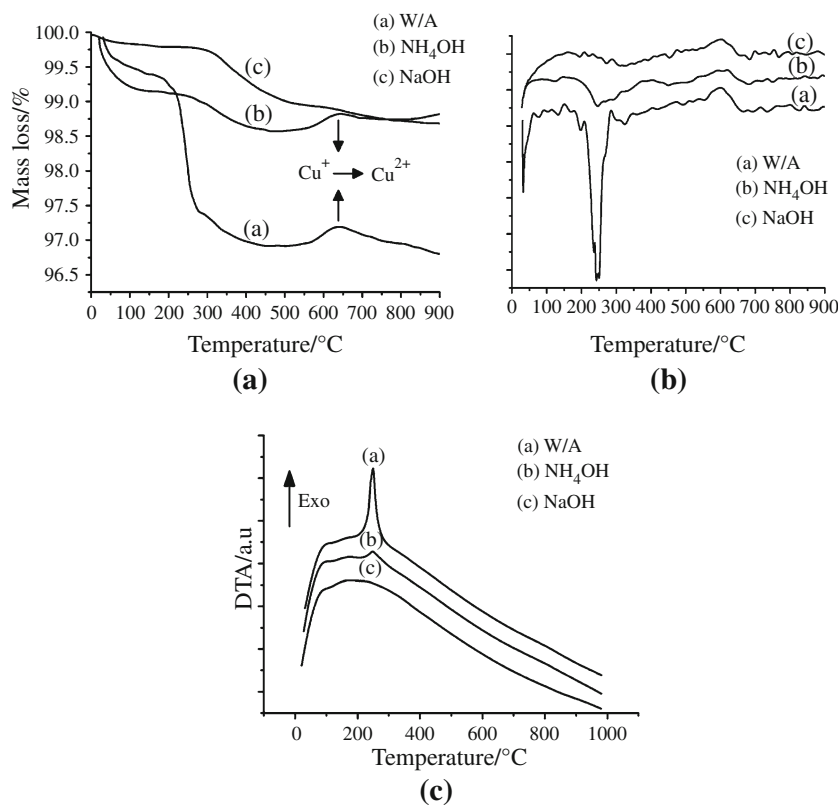 (a) W/A
(b) NH₄OH
(c) NaOH
100.0
99.5
99.0
98.5
98.0
97.5
97.0
96.5
Mass loss/%
(c)
(b)
(a)
Cu⁺ → Cu²⁺
0 100 200 300 400 500 600 700 800 900
Temperature/°C
(a)
(c)
(b)
(a)
(a) W/A
(b) NH₄OH
(c) NaOH
0 100 200 300 400 500 600 700 800 900
Temperature/°C
(b)
(a) W/A
(b) NH₄OH
(c) NaOH
Exo
(a)
(b)
(c)
DTA/a.u
0 200 400 600 800 1000
Temperature/°C
(c)